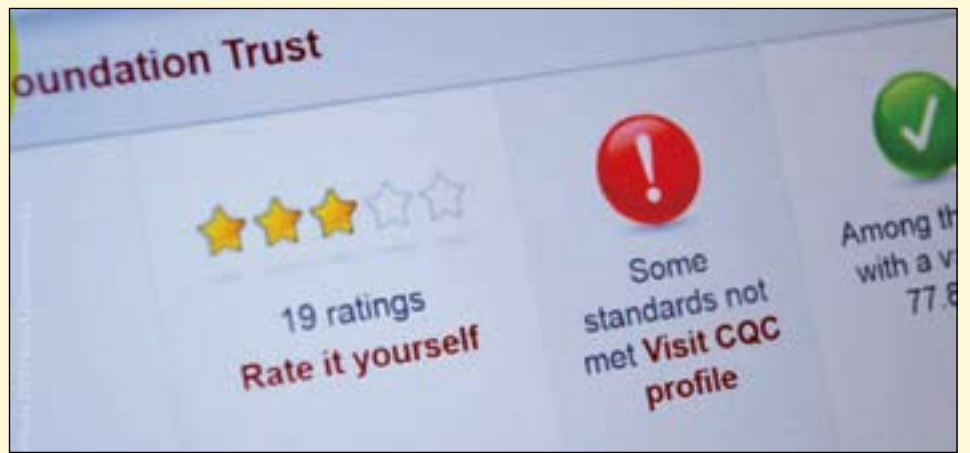 oundation Trust
19 ratings
Rate it yourself
Some
standards not
met Visit CQC
profile
Among th
with a v
77.8